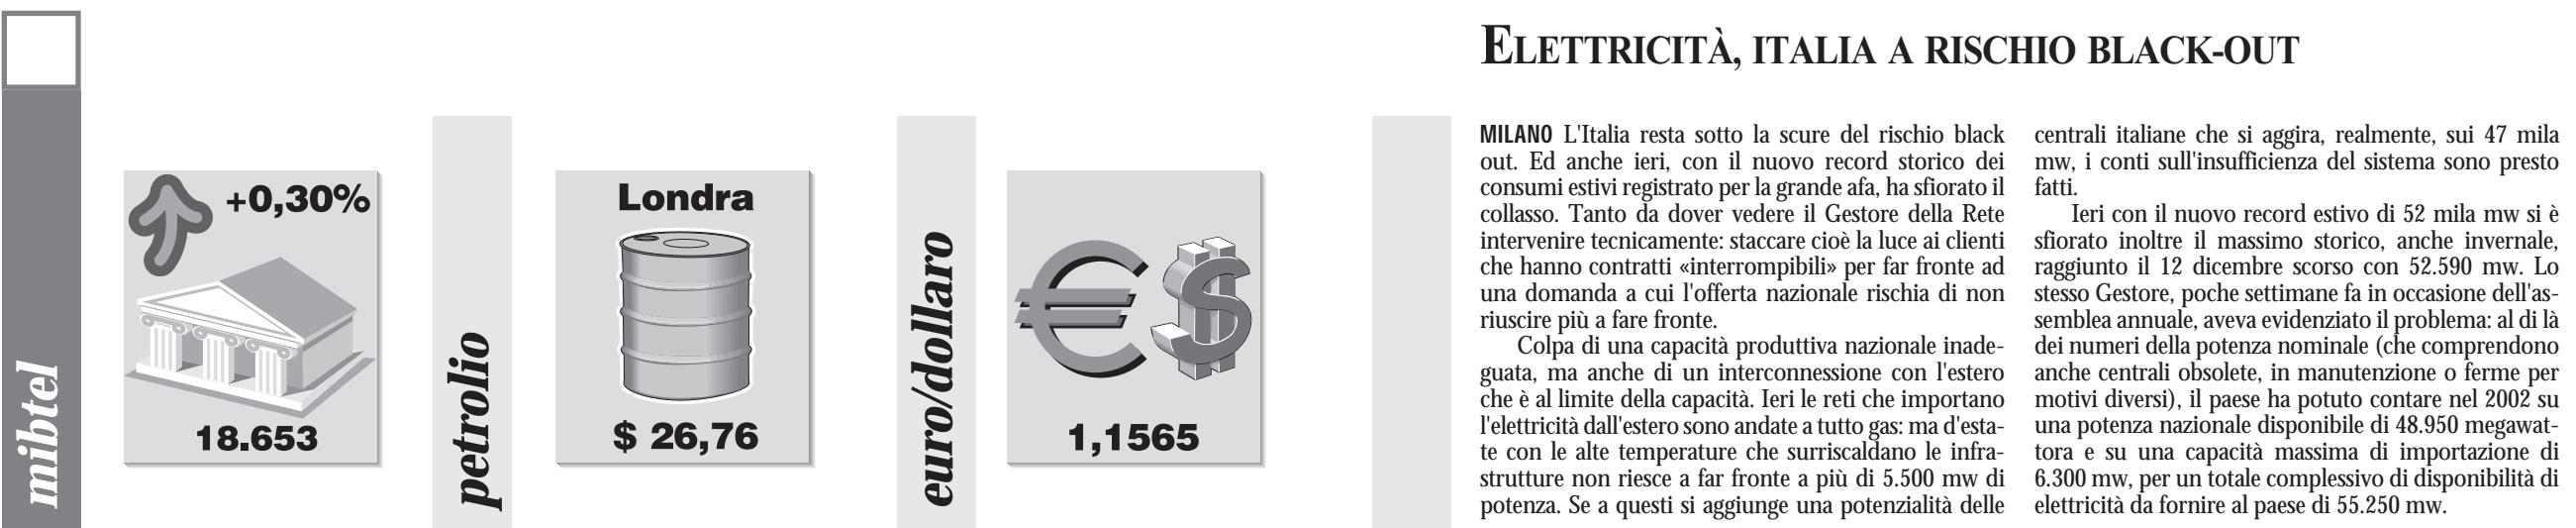 mibtel
+0,30%
18.653
petrolio
Londra
$ 26,76
euro/dollaro
1,1565
ELETTRICITÀ, ITALIA A RISCHIO BLACK-OUT
MILANO L'Italia resta sotto la scure del rischio black
out. Ed anche ieri, con il nuovo record storico dei
consumi estivi registrato per la grande afa, ha sfiorato il
collasso. Tanto da dover vedere il Gestore della Rete
intervenire tecnicamente: staccare cioè la luce ai clienti
che hanno contratti «interrompibili» per far fronte ad
una domanda a cui l'offerta nazionale rischia di non
riuscire più a fare fronte.
Colpa di una capacità produttiva nazionale inade-
guata, ma anche di un interconnessione con l'estero
che è al limite della capacità. Ieri le reti che importano
l'elettricità dall'estero sono andate a tutto gas: ma d'esta-
te con le alte temperature che surriscaldano le infra-
strutture non riesce a far fronte a più di 5.500 mw di
potenza. Se a questi si aggiunge una potenzialità delle
centrali italiane che si aggira, realmente, sui 47 mila
mw, i conti sull'insufficienza del sistema sono presto
fatti.
Ieri con il nuovo record estivo di 52 mila mw si è
sfiorato inoltre il massimo storico, anche invernale,
raggiunto il 12 dicembre scorso con 52.590 mw. Lo
stesso Gestore, poche settimane fa in occasione dell'as-
semblea annuale, aveva evidenziato il problema: al di là
dei numeri della potenza nominale (che comprendono
anche centrali obsolete, in manutenzione o ferme per
motivi diversi), il paese ha potuto contare nel 2002 su
una potenza nazionale disponibile di 48.950 megawat-
tora e su una capacità massima di importazione di
6.300 mw, per un totale complessivo di disponibilità di
elettricità da fornire al paese di 55.250 mw.